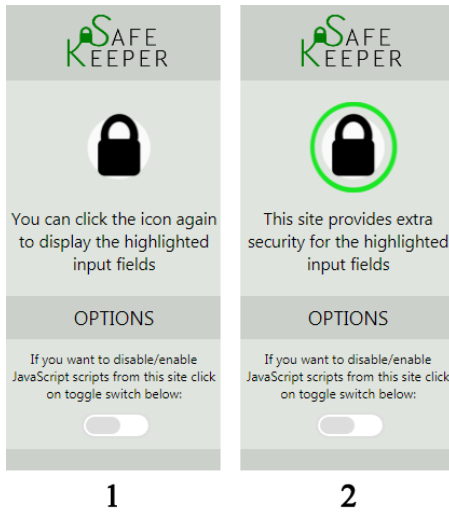 SAFE
KEEPER
You can click the icon again
to display the highlighted
input fields
OPTIONS
If you want to disable/enable
JavaScript scripts from this site click
on toggle switch below:
1
SAFE
KEEPER
This site provides extra
security for the highlighted
input fields
OPTIONS
If you want to disable/enable
JavaScript scripts from this site click
on toggle switch below:
2